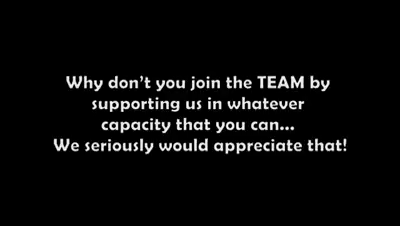 Why don't you join the TEAM by
supporting us in whatever
capacity that you can...
We seriously would appreciate that!